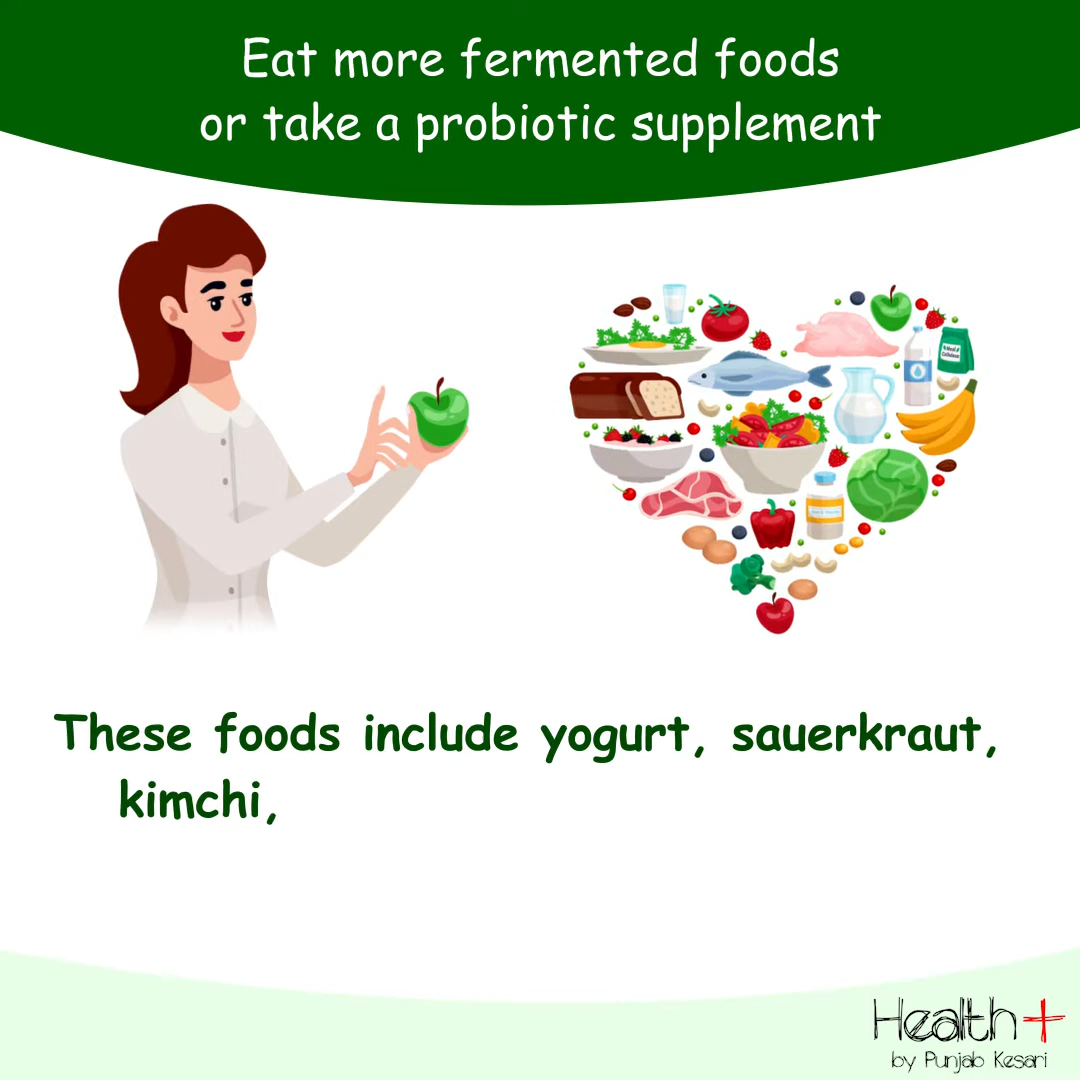 Eat more fermented foods
or take a probiotic supplement
These foods include yogurt, sauerkraut,
kimchi,
Health+
by Punjab Kesari